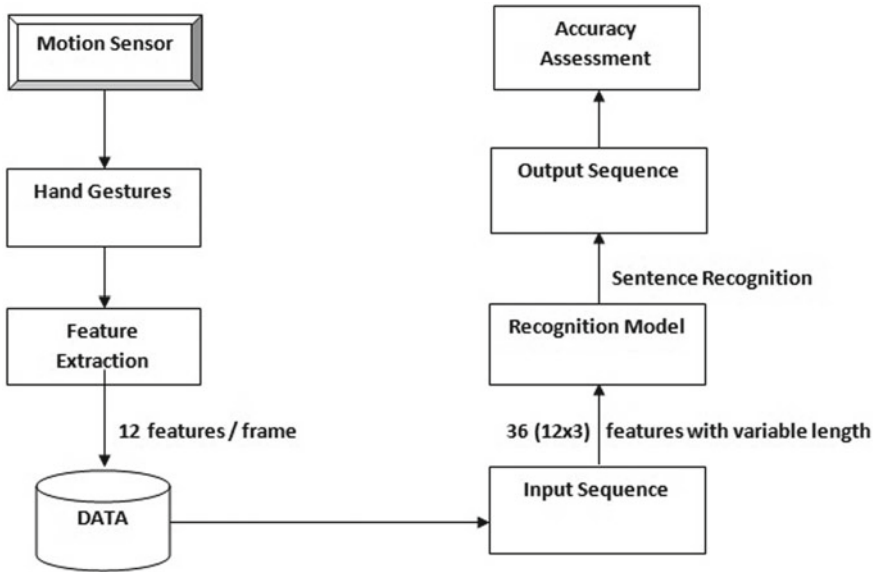 Motion Sensor
Hand Gestures
Feature
Extraction
12 features / frame
DATA
Accuracy
Assessment
Output Sequence
Sentence Recognition
Recognition Model
36 (12x3) features with variable length
Input Sequence